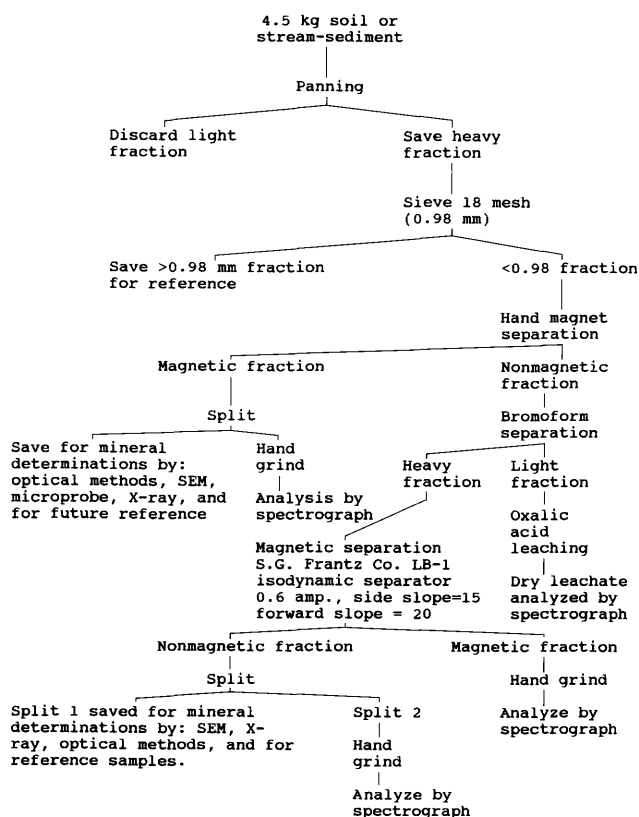 4.5 kg soil or
stream-sediment
Panning
Discard light
fraction
Save heavy
fraction
Sieve 18 mesh
(0.98 mm)
Save >0.98 mm fraction
for reference
<0.98 fraction
Hand magnet
separation
Magnetic fraction
Nonmagnetic
fraction
Split
Bromoform
separation
Save for mineral
determinations by:
optical methods, SEM,
microprobe, X-ray, and
for future reference
Hand
grind
Analysis by
spectrograph
Heavy
fraction
Light
fraction
Oxalic
acid
leaching
Dry leachate
analyzed by
spectrograph
Magnetic separation
S.G. Frantz Co. LB-1
isodynamic separator
0.6 amp., side slope=15
forward slope = 20
Nonmagnetic fraction
Magnetic fraction
Split
Hand grind
Split 1 saved for mineral
determinations by: SEM, X-
ray, optical methods, and for
reference samples.
Split 2
Hand
grind
Analyze by
spectrograph
Analyze by
spectrograph